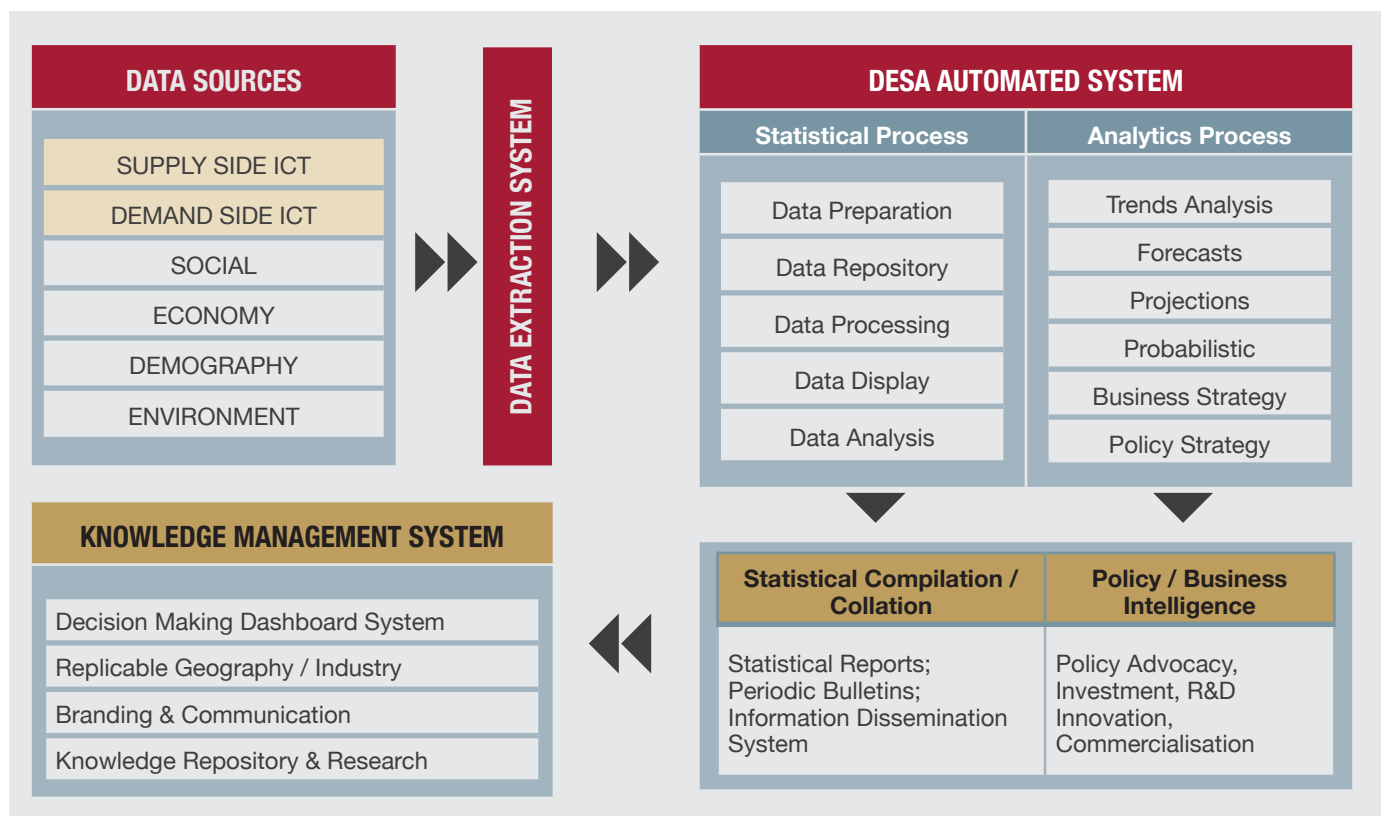 DATA SOURCES
SUPPLY SIDE ICT
DEMAND SIDE ICT
SOCIAL
ECONOMY
DEMOGRAPHY
ENVIRONMENT
DATA EXTRACTION SYSTEM
DESA AUTOMATED SYSTEM
Statistical Process
Data Preparation
Data Repository
Data Processing
Data Display
Data Analysis
Analytics Process
Trends Analysis
Forecasts
Projections
Probabilistic
Business Strategy
Policy Strategy
Statistical Compilation /
Collation
Statistical Reports;
Periodic Bulletins;
Information Dissemination
System
Policy / Business
Intelligence
Policy Advocacy,
Investment, R&D
Innovation,
Commercialisation
KNOWLEDGE MANAGEMENT SYSTEM
Decision Making Dashboard System
Replicable Geography / Industry
Branding & Communication
Knowledge Repository & Research